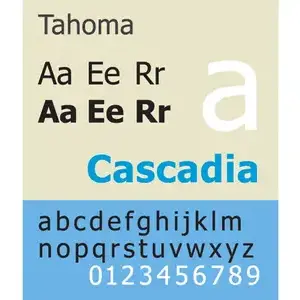 Tahoma
Aa Ee Rr
Aa Ee Rr
a
Cascadia
abcdefghijklm
nopqrstuvwxyz
0123456789